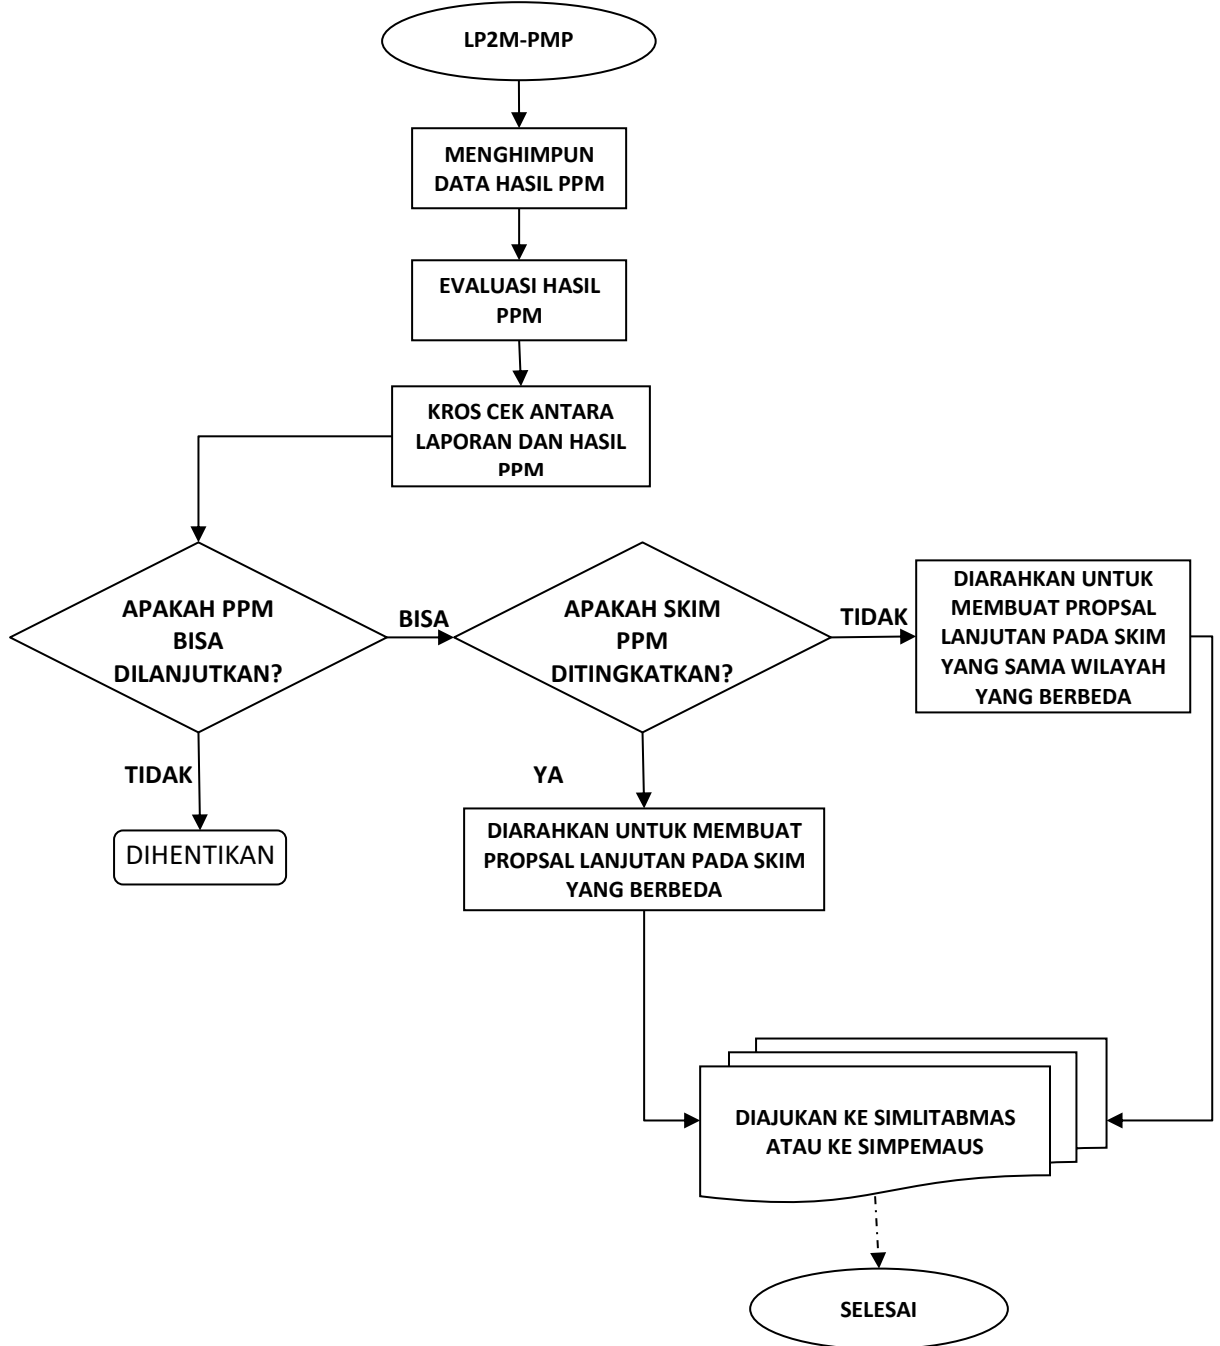 LP2M-PMP
MENGHIMPUN
DATA HASIL PPM
EVALUASI HASIL
PPM
KROS CEK ANTARA
LAPORAN DAN HASIL
PPM
APAKAH PPM
BISA
DILANJUTKAN?
BISA
APAKAH SKIM
PPM
DITINGKATKAN?
TIDAK
DIARAHKAN UNTUK
MEMBUAT PROPSAL
LANJUTAN PADA SKIM
YANG SAMA WILAYAH
YANG BERBEDA
TIDAK
YA
DIHENTIKAN
DIARAHKAN UNTUK MEMBUAT
PROPSAL LANJUTAN PADA SKIM
YANG BERBEDA
DIAJUKAN KE SIMLITABMAS
ATAU KE SIMPEMAUS
SELESAI